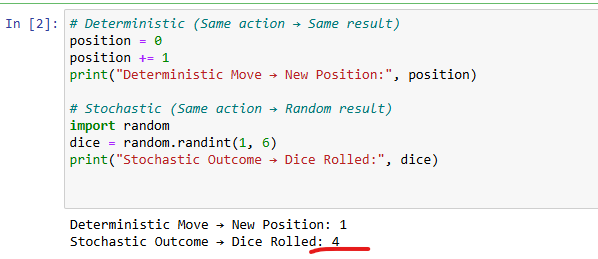 In [2]: # Deterministic (Same action → Same result)
position = 0
position += 1
print("Deterministic Move → New Position:", position)
# Stochastic (Same action → Random result)
import random
dice = random.randint(1, 6)
print("Stochastic Outcome → Dice Rolled:", dice)
Deterministic Move → New Position: 1
Stochastic Outcome → Dice Rolled: 4